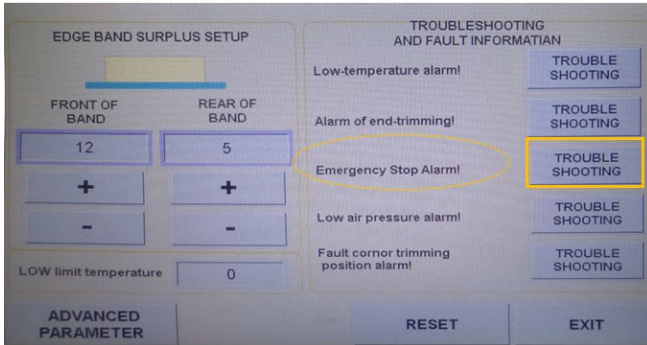 EDGE BAND SURPLUS SETUP
FRONT OF
BAND
REAR OF
BAND
12
5
+
+
-
-
LOW limit temperature
0
TROUBLESHOOTING
AND FAULT INFORMATIAN
Low-temperature alarm!
TROUBLE
SHOOTING
Alarm of end-trimming!
TROUBLE
SHOOTING
Emergency Stop Alarm!
TROUBLE
SHOOTING
Low air pressure alarm!
TROUBLE
SHOOTING
Fault cornor trimming
position alarm!
TROUBLE
SHOOTING
ADVANCED
PARAMETER
RESET
EXIT